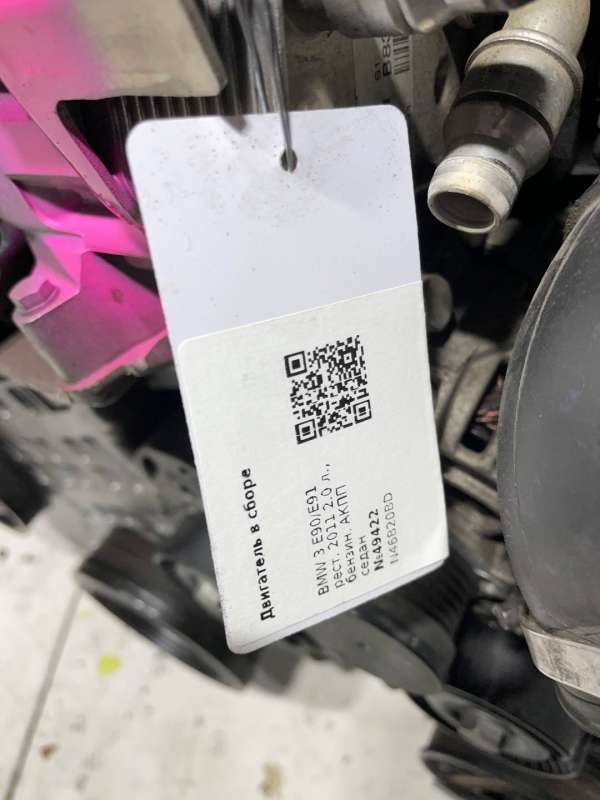 Двигатель в сборе
BMW 3 E90/E91
рест. 2011 2.0 л.,
бензин. АКПП
седан
№49422
N46B20BD